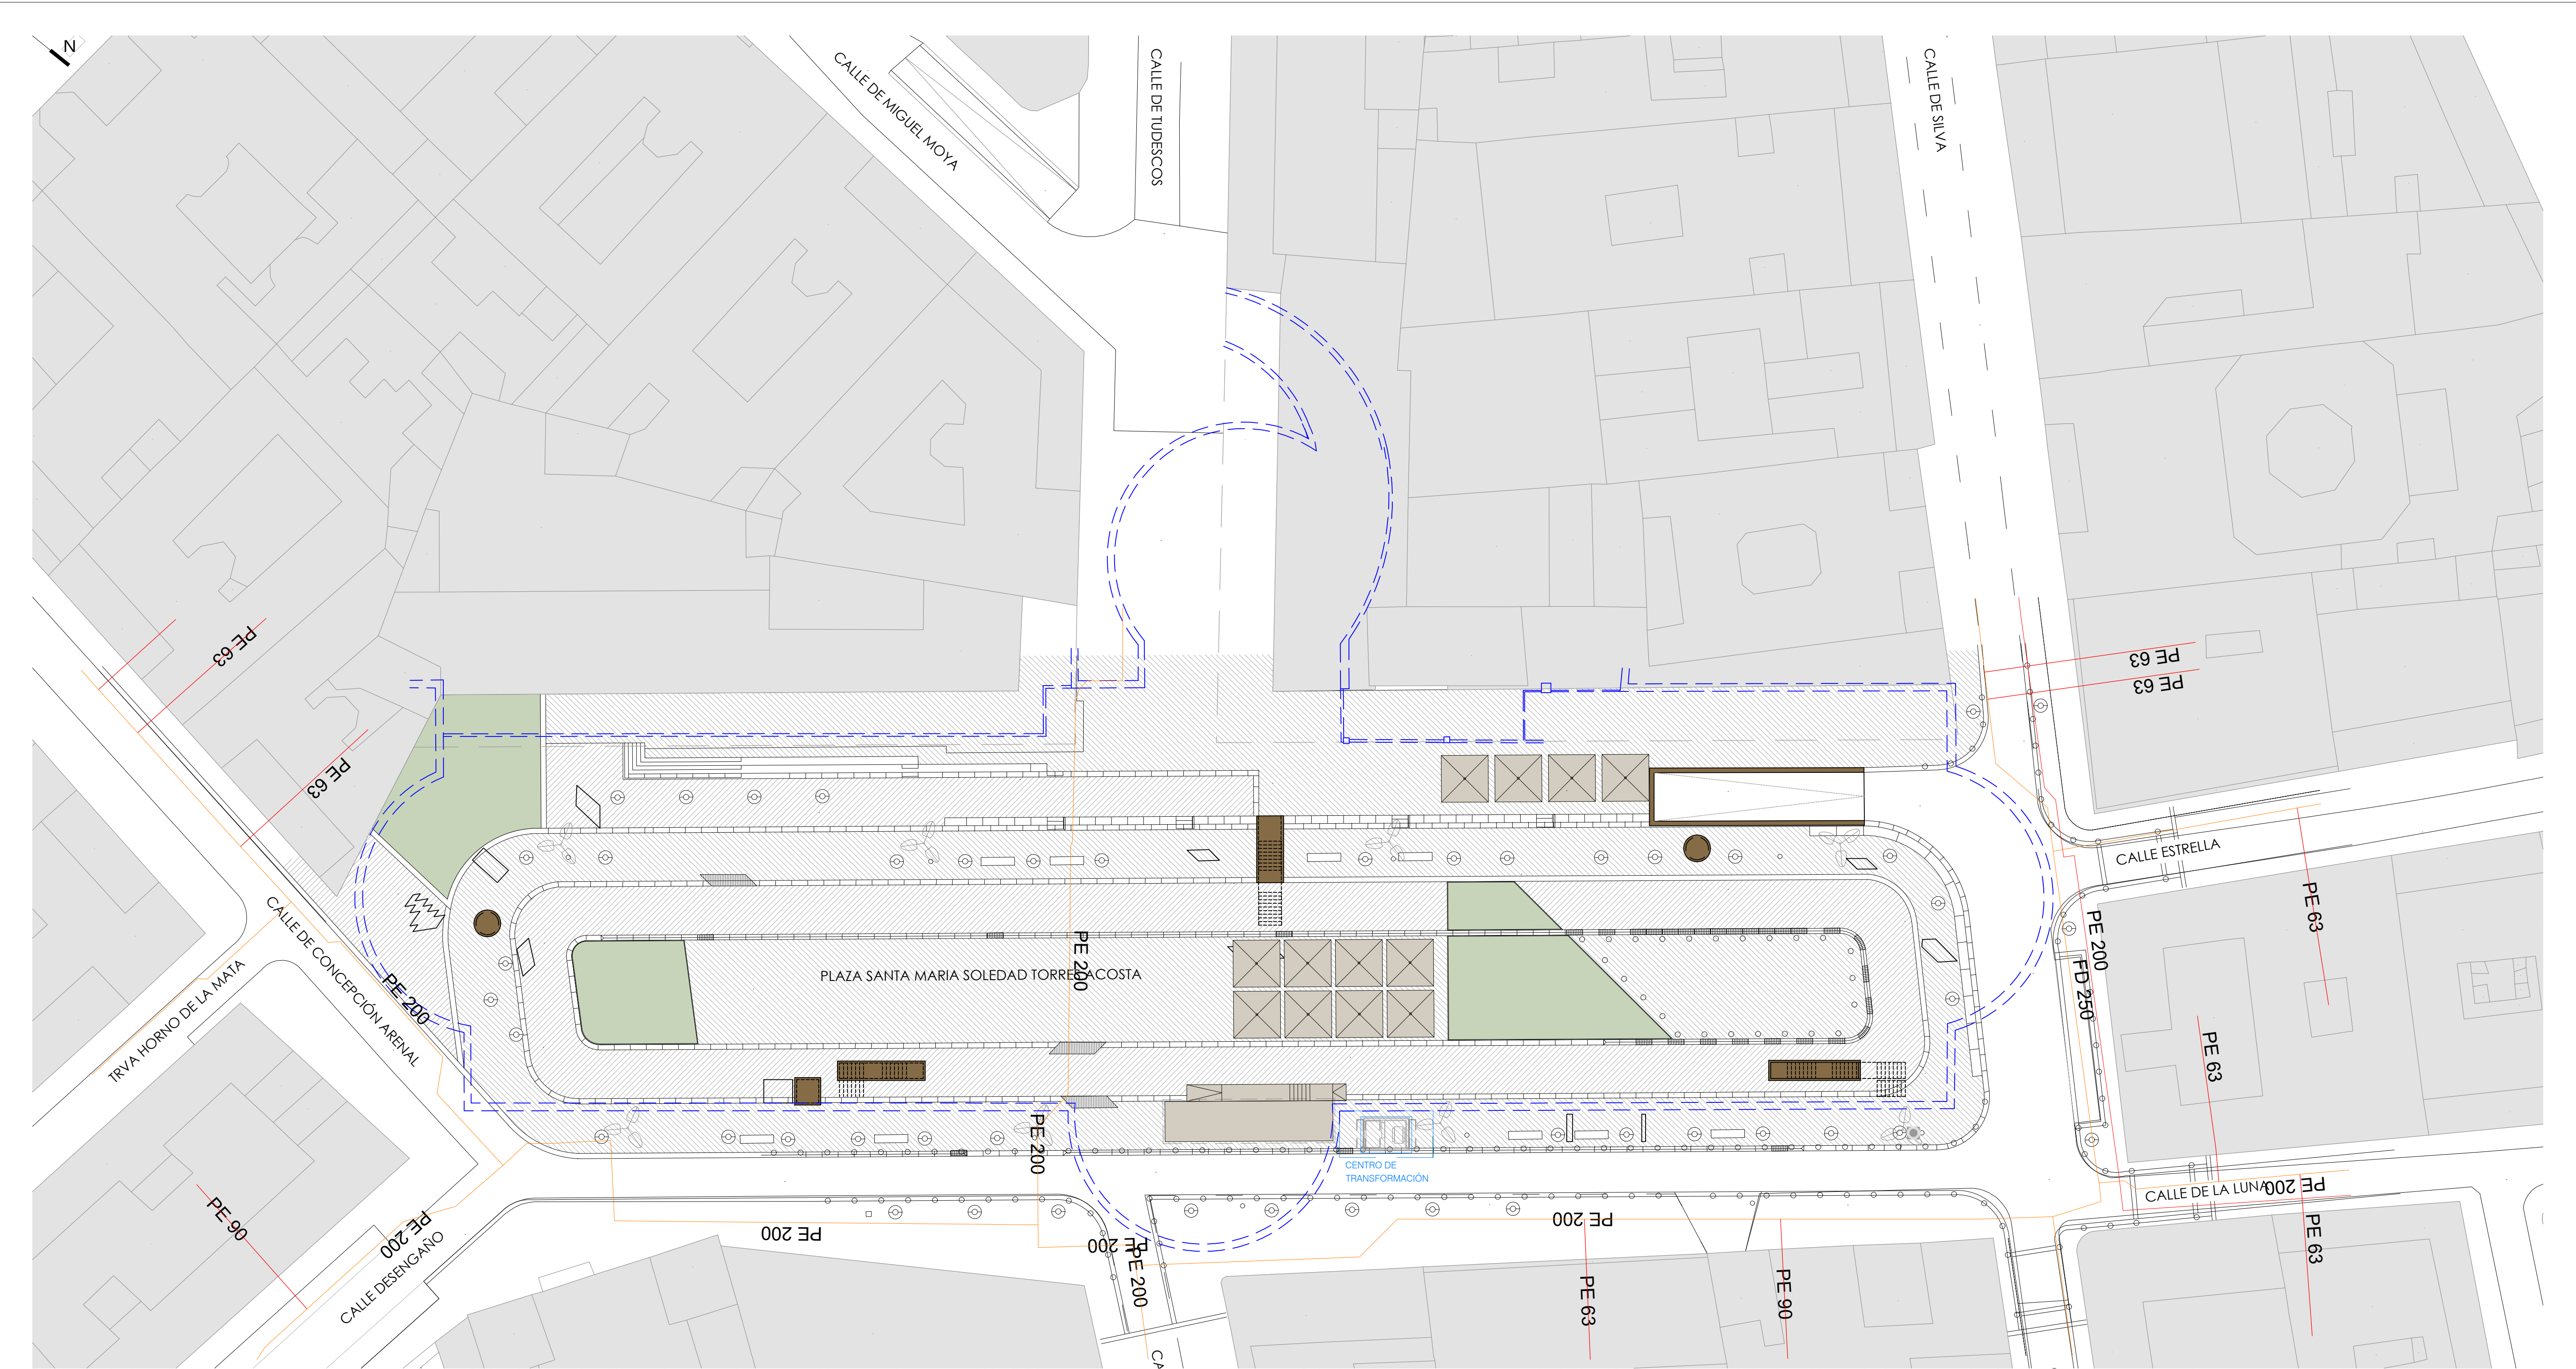 N
CALLE DE MIGUEL MOYA
CALLE DE TUDESCOS
CALLE DE SILVA
PE 63
PE 63
PE 63
PE 63
CALLE ESTRELLA
PE 63
CALLE DE CONCEPCIÓN ARENAL
TRVA HORNO DE LA MATA
PE 200
PLAZA SANTA MARIA SOLEDAD TORRES ACOSTA
PE 200
PE 200
FD 250
PE 63
PE 200
CENTRO DE
TRANSFORMACIÓN
CALLE DE LA LUNA
PE 200
PE 90
PE 200
CALLE DESENGAÑO
PE 200
PE 200
PE 200
PE 200
PE 63
PE 90
PE 63
CA